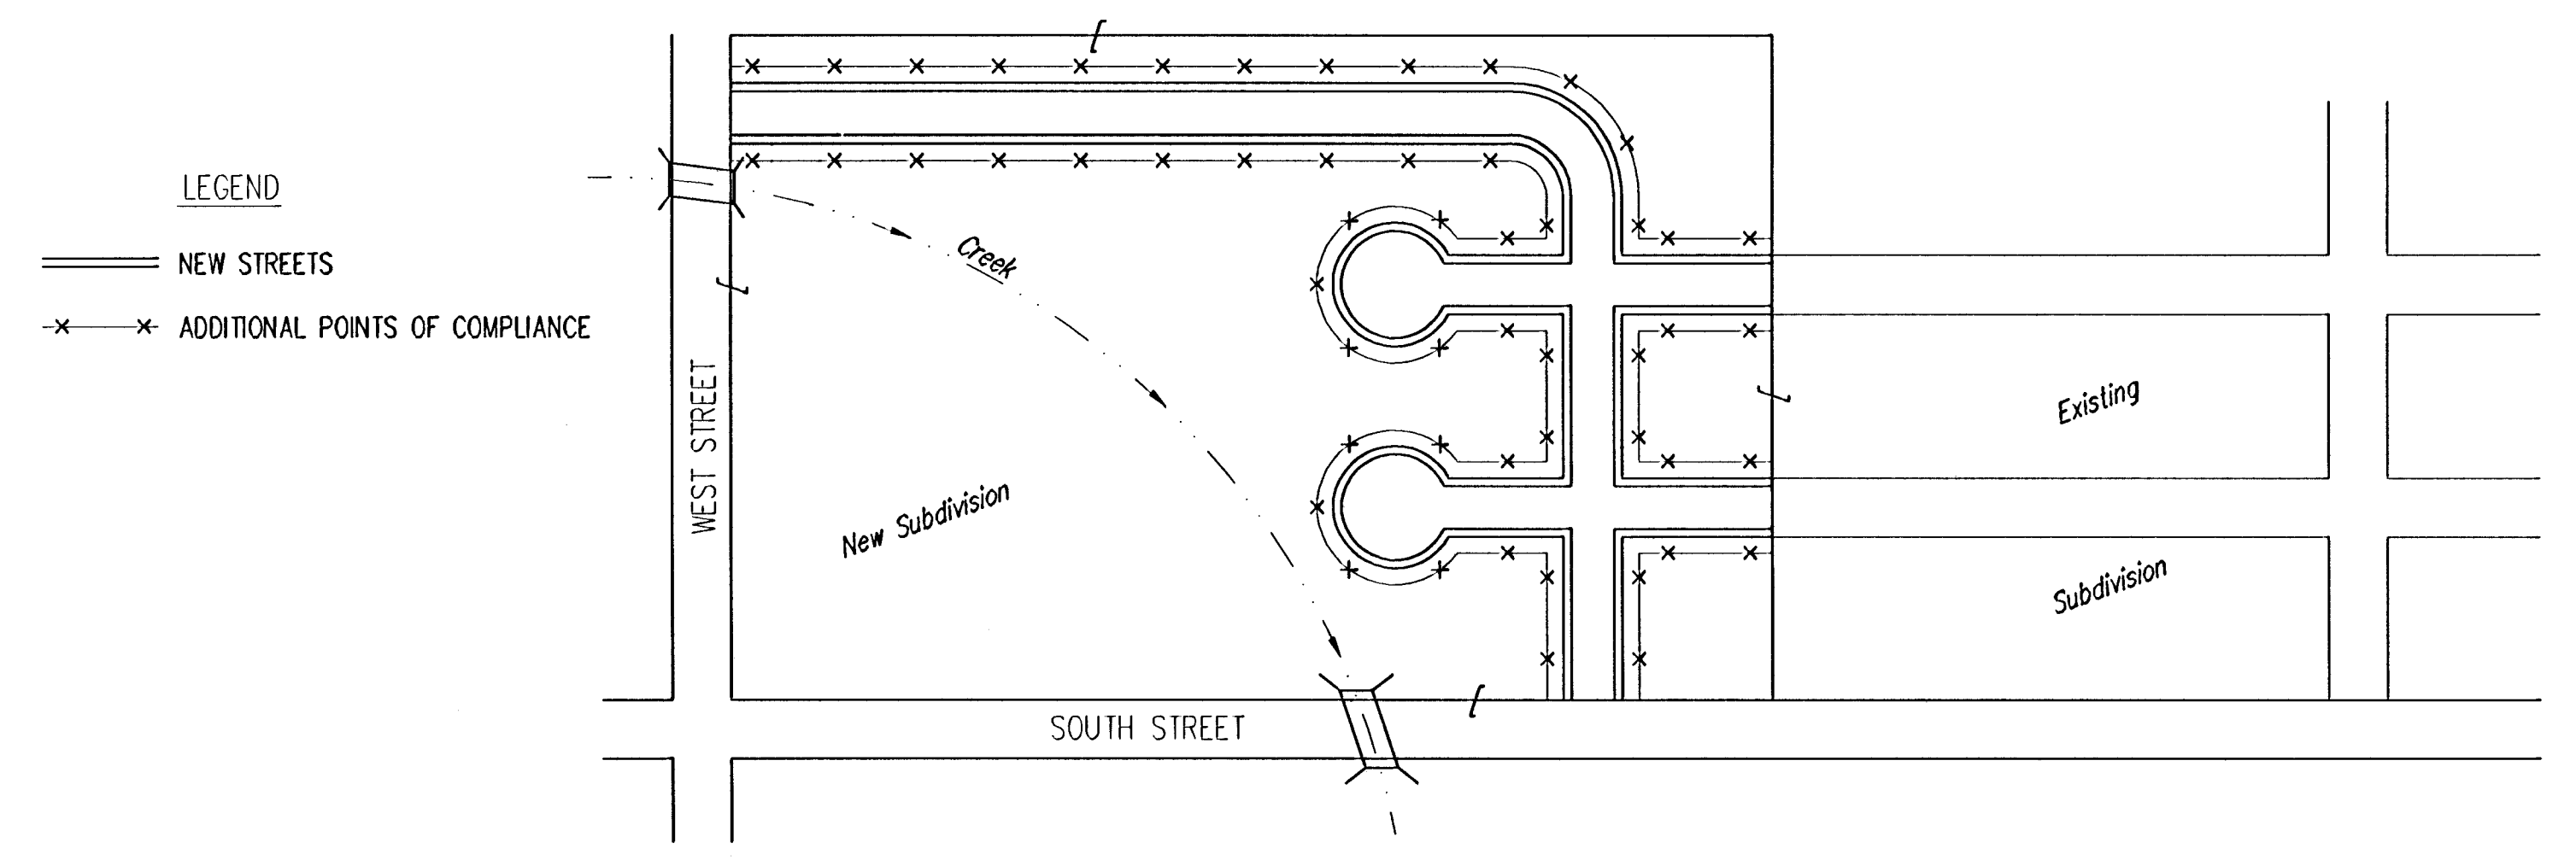 LEGEND
NEW STREETS
ADDITIONAL POINTS OF COMPLIANCE
WEST STREET
Creek
New Subdivision
SOUTH STREET
Existing
Subdivision